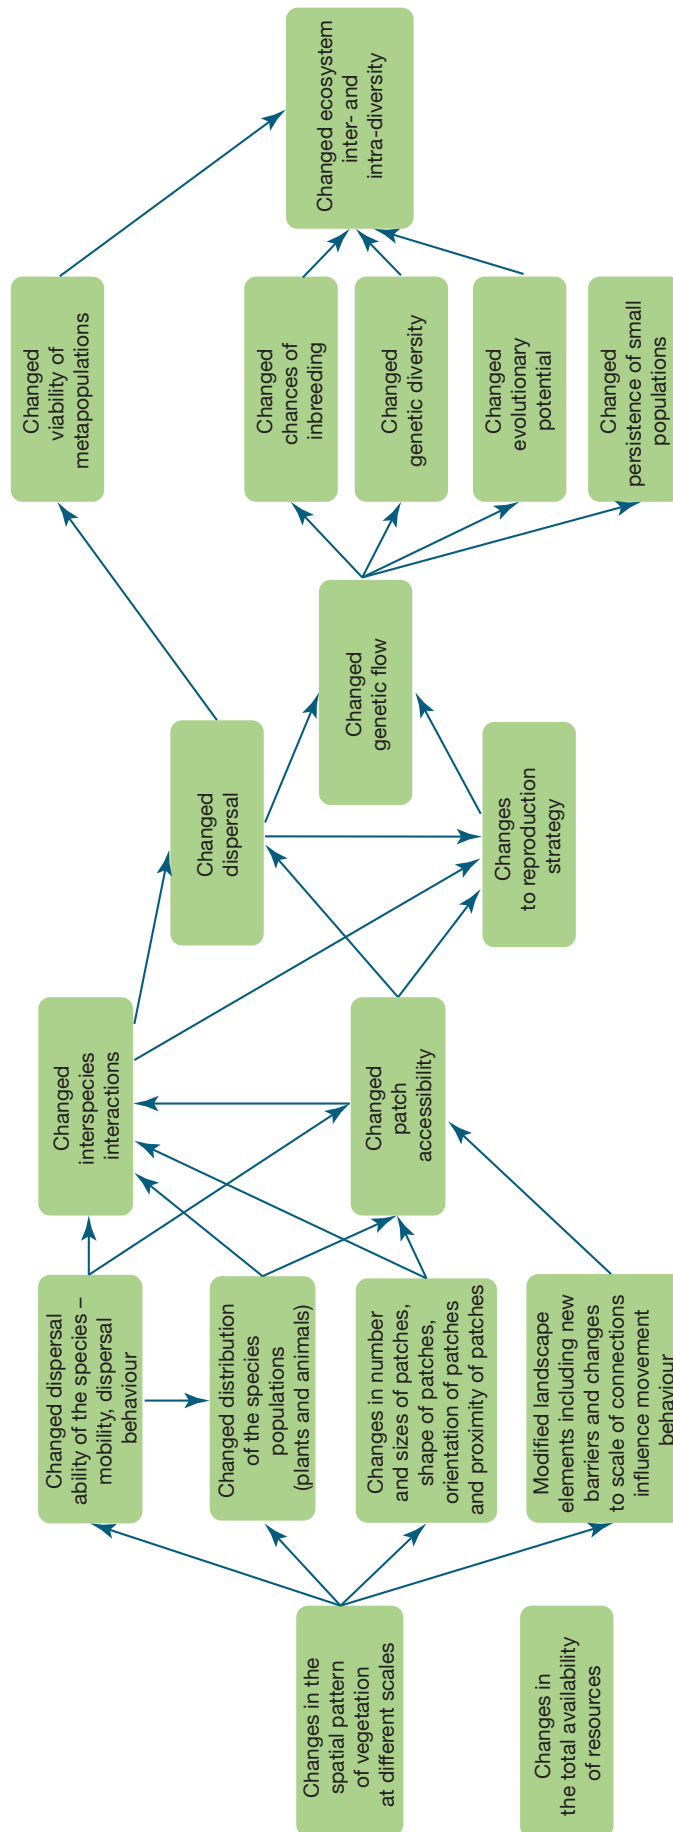 Changes in the
spatial pattern
of vegetation
at different scales
Changes in
the total availability
of resources
Changed dispersal
ability of the species –
mobility, dispersal
behaviour
Changed distribution
of the species
populations
(plants and animals)
Changes in number
and sizes of patches,
shape of patches,
orientation of patches
and proximity of patches
Modified landscape
elements including new
barriers and changes
to scale of connections
influence movement
behaviour
Changed
interspecies
interactions
Changed
patch
accessibility
Changed
dispersal
Changes
to reproduction
strategy
Changed
genetic flow
Changed
viability of
metapopulations
Changed
chances of
inbreeding
Changed
genetic diversity
Changed
evolutionary
potential
Changed
persistence of small
populations
Changed ecosystem
inter- and
intra-diversity